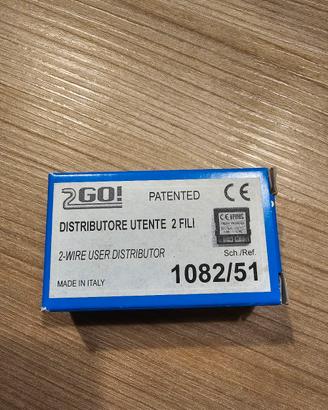 2GO!
PATENTED
CE
DISTRIBUTORE UTENTE 2 FILI
2-WIRE USER DISTRIBUTOR
Sch./Ref.
MADE IN ITALY
1082/51